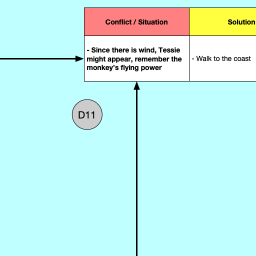 Conflict / Situation
Solution
- Since there is wind, Tessie
might appear, remember the
monkey's flying power
- Walk to the coast
D11